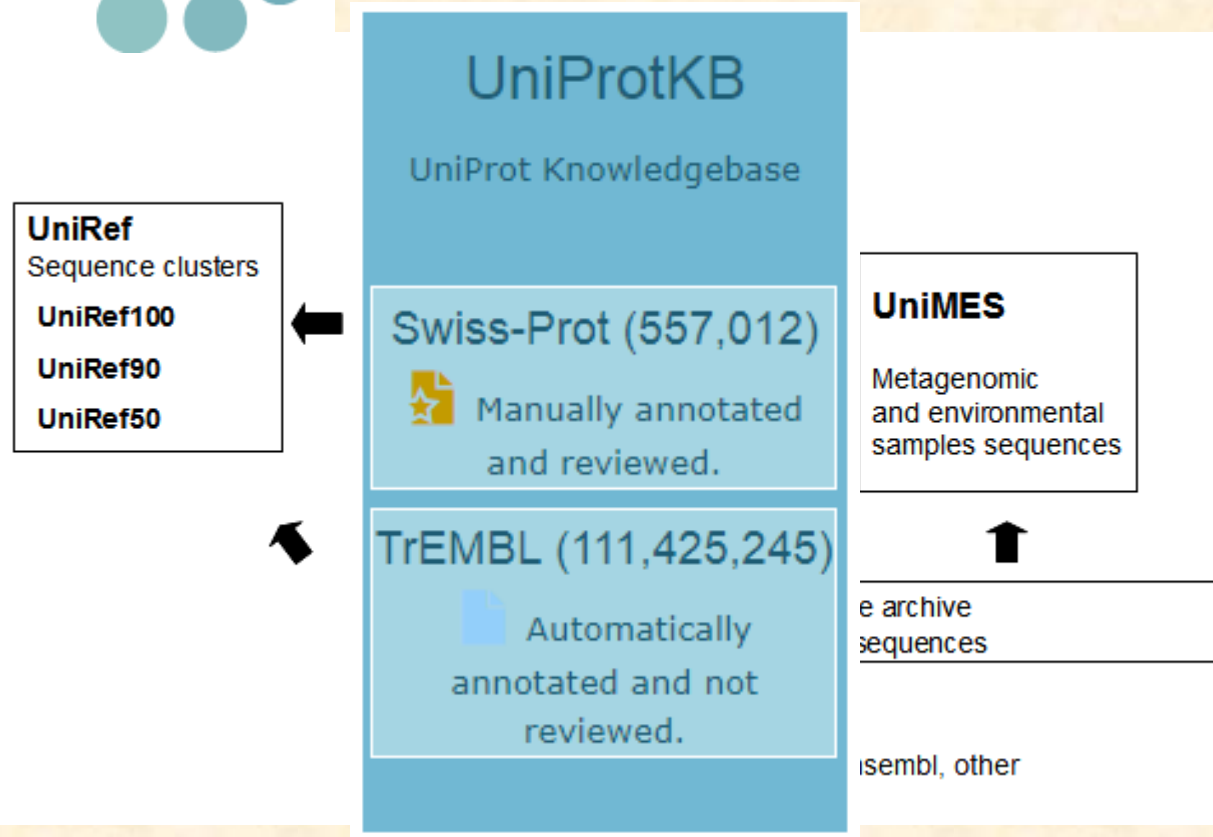 UniProtKB
UniProt Knowledgebase
UniRef
Sequence clusters
UniRef100
UniRef90
UniRef50
Swiss-Prot (557,012)
Manually annotated
and reviewed.
TrEMBL (111,425,245)
Automatically
annotated and not
reviewed.
UniMES
Metagenomic
and environmental
samples sequences
e archive
sequences
sembl, other